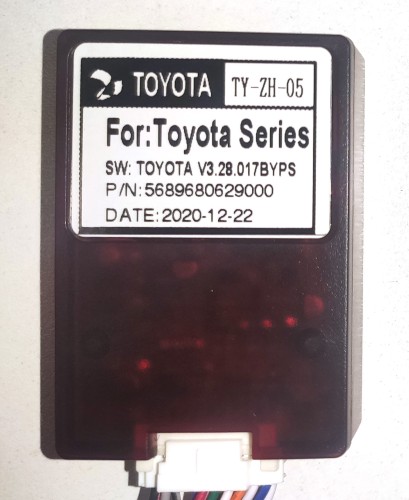 TOYOTA TY-ZH-05
For:Toyota Series
SW: TOYOTA V3.28.017BYPS
P/N:5689680629000
DATE:2020-12-22